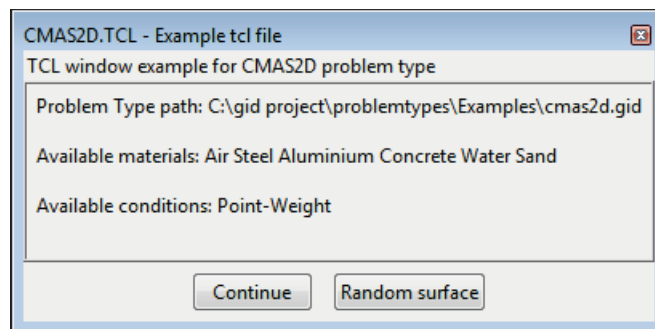 CMAS2D.TCL - Example tcl file
TCL window example for CMAS2D problem type
Problem Type path: C:\gid project\problemtypes\Examples\cmas2d.gid
Available materials: Air Steel Aluminium Concrete Water Sand
Available conditions: Point-Weight
Continue Random surface